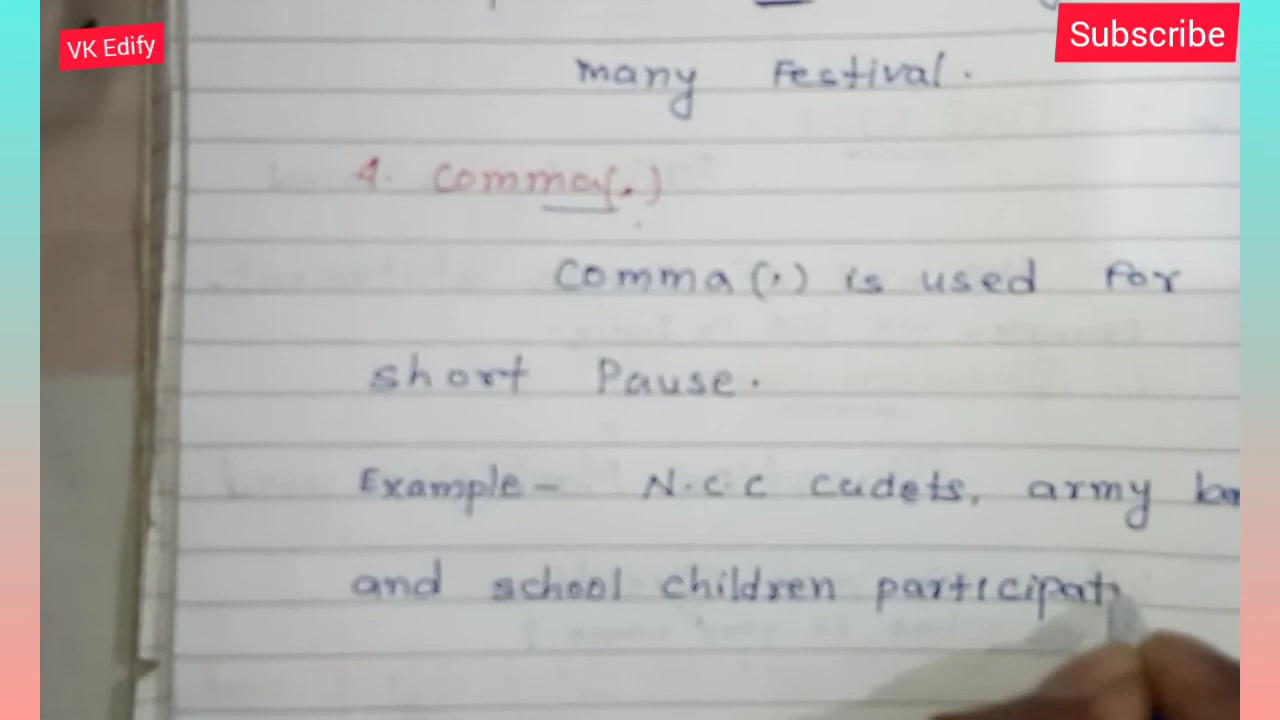 VK Edify
Subscribe
many Festival.
4. Comma(,)
Comma (,) is used for
short Pause.
Example- N.C.C cadets, army
and school children participat